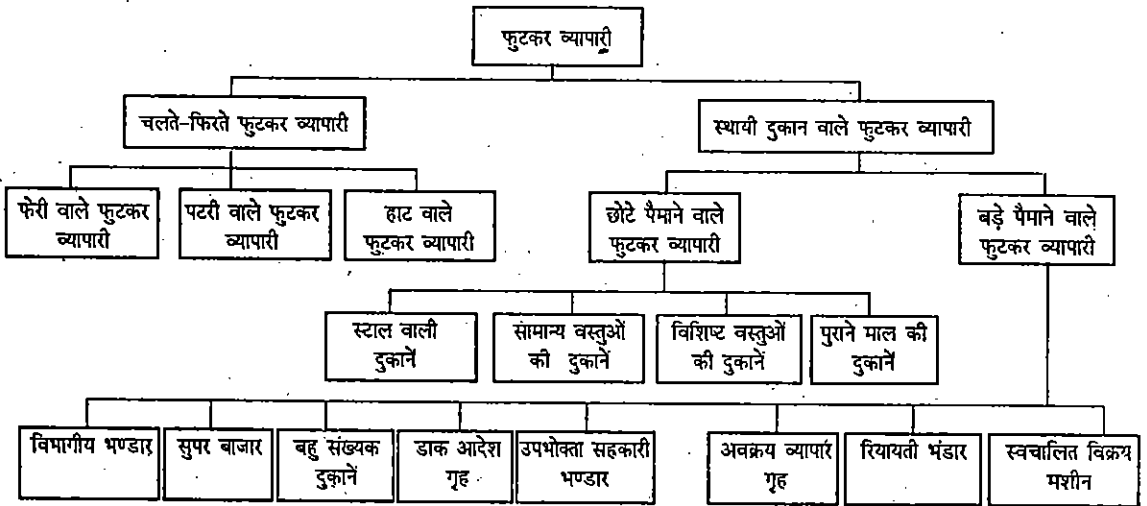 फुटकर व्यापारी
चलते-फिरते फुटकर व्यापारी
स्थायी दुकान वाले फुटकर व्यापारी
फेरी वाले फुटकर
व्यापारी
पटरी वाले फुटकर
व्यापारी
हाट वाले
फुटकर व्यापारी
छोटे पैमाने वाले
फुटकर व्यापारी
बड़े पैमाने वाले
फुटकर व्यापारी
स्टाल वाली
दुकानें
सामान्य वस्तुओं
की दुकानें
विशिष्ट वस्तुओं
की दुकानें
पुराने माल की
दुकानें
विभागीय भण्डार
सुपर बाजार
बहु संख्यक
दुकानें
डाक आदेश
गृह
उपभोक्ता सहकारी
भण्डार
अवक्रय व्यापार
गृह
रियायती भंडार
स्वचालित विक्रय
मशीन